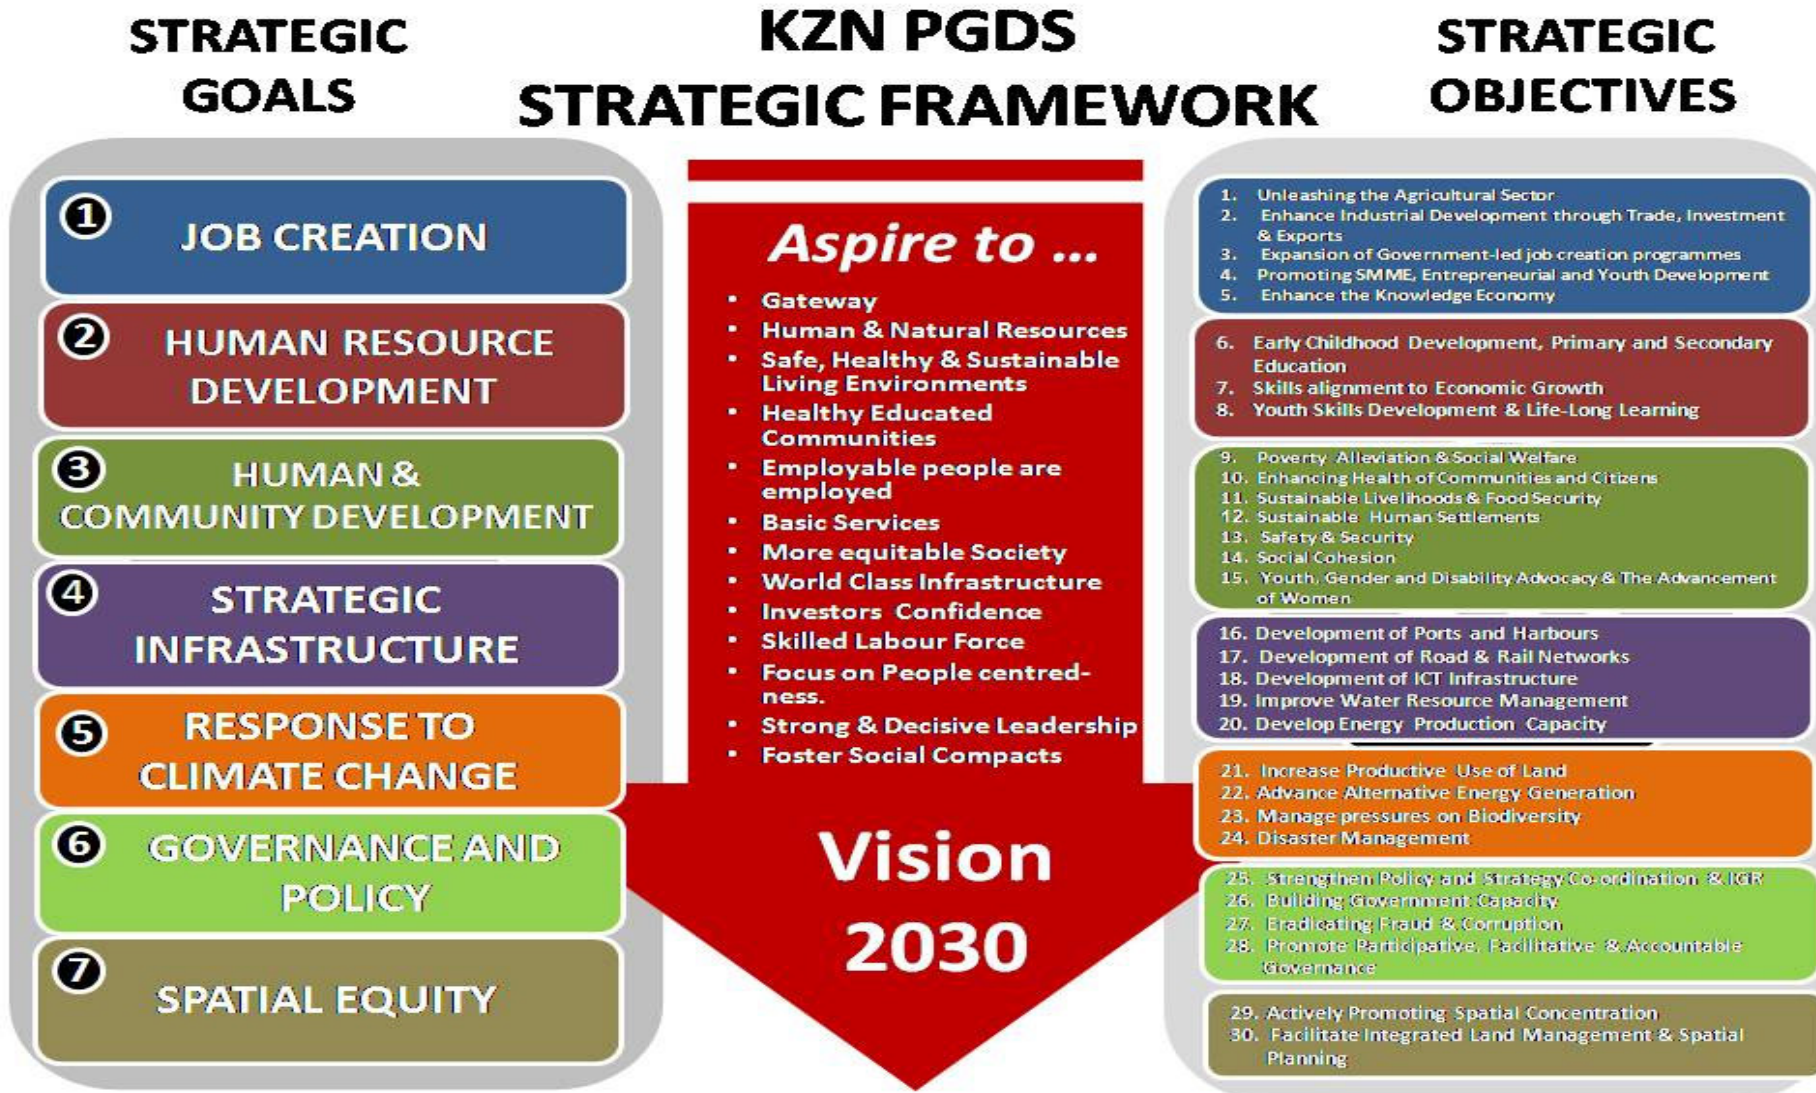 STRATEGIC
GOALS
KZN PGDS
STRATEGIC FRAMEWORK
STRATEGIC
OBJECTIVES
1
JOB CREATION
2
HUMAN RESOURCE
DEVELOPMENT
3
HUMAN &
COMMUNITY DEVELOPMENT
4
STRATEGIC
INFRASTRUCTURE
5
RESPONSE TO
CLIMATE CHANGE
6
GOVERNANCE AND
POLICY
7
SPATIAL EQUITY
Aspire to ...
• Gateway
• Human & Natural Resources
• Safe, Healthy & Sustainable
Living Environments
• Healthy Educated
Communities
• Employable people are
employed
• Basic Services
• More equitable Society
• World Class Infrastructure
• Investors Confidence
• Skilled Labour Force
• Focus on People centred-
ness.
• Strong & Decisive Leadership
• Foster Social Compacts
Vision
2030
1. Unleashing the Agricultural Sector
2. Enhance Industrial Development through Trade, Investment
& Exports
3. Expansion of Government-led job creation programmes
4. Promoting SMME, Entrepreneurial and Youth Development
5. Enhance the Knowledge Economy
6. Early Childhood Development, Primary and Secondary
Education
7. Skills alignment to Economic Growth
8. Youth Skills Development & Life-Long Learning
9. Poverty Alleviation & Social Welfare
10. Enhancing Health of Communities and Citizens
11. Sustainable Livelihoods & Food Security
12. Sustainable Human Settlements
13. Safety & Security
14. Social Cohesion
15. Youth, Gender and Disability Advocacy & The Advancement
of Women
16. Development of Ports and Harbours
17. Development of Road & Rail Networks
18. Development of ICT Infrastructure
19. Improve Water Resource Management
20. Develop Energy Production Capacity
21. Increase Productive Use of Land
22. Advance Alternative Energy Generation
23. Manage pressures on Biodiversity
24. Disaster Management
25. Strengthen Policy and Strategy Co-ordination & IGR
26. Building Government Capacity
27. Eradicating Fraud & Corruption
28. Promote Participative, Facilitative & Accountable
Governance
29. Actively Promoting Spatial Concentration
30. Facilitate Integrated Land Management & Spatial
Planning